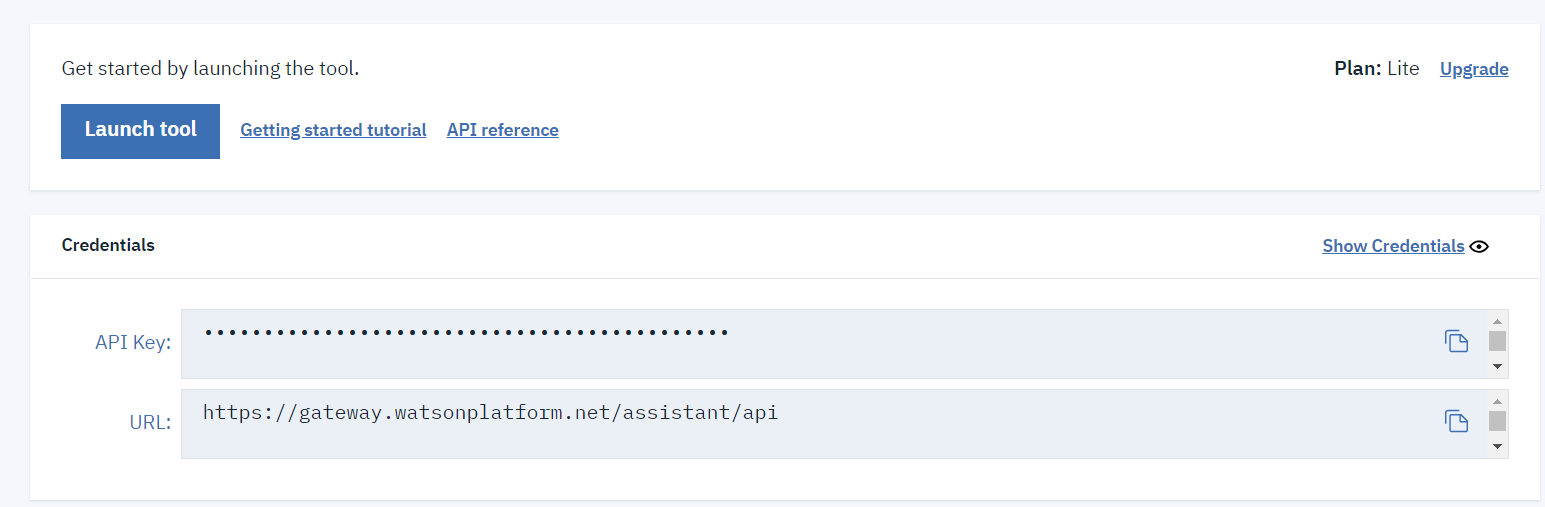 Get started by launching the tool.
Plan: Lite Upgrade
Launch tool Getting started tutorial API reference
Credentials
Show Credentials
API Key: ••••••••••••••••••••••••••••••••••••••••••••
URL: https://gateway.watsonplatform.net/assistant/api